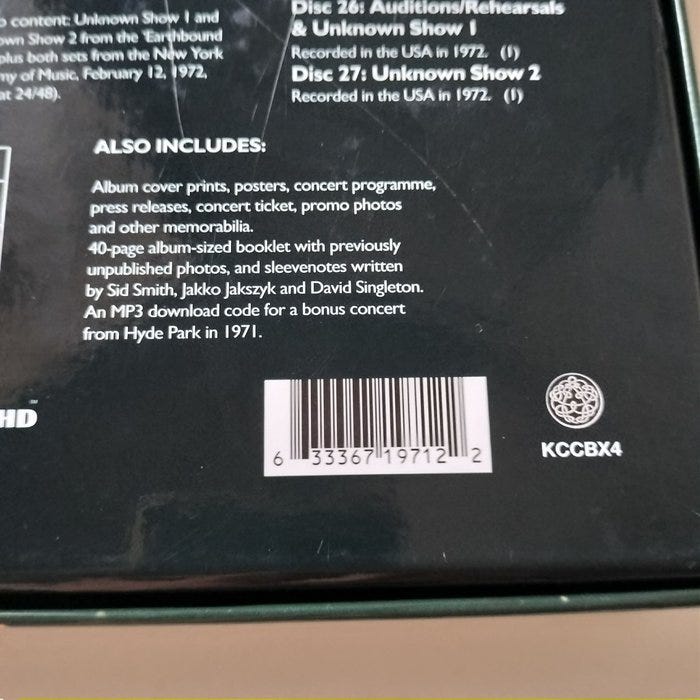 content: Unknown Show 1 and
Show 2 from the 'Earthbound
plus both sets from the New York
of Music, February 12, 1972,
at 24/48).
Disc 26: Auditions/Rehearsals
& Unknown Show 1
Recorded in the USA in 1972. (1)
Disc 27: Unknown Show 2
Recorded in the USA in 1972. (1)
ALSO INCLUDES:
Album cover prints, posters, concert programme,
press releases, concert ticket, promo photos
and other memorabilia.
40-page album-sized booklet with previously
unpublished photos, and sleevenotes written
by Sid Smith, Jakko Jakszyk and David Singleton.
An MP3 download code for a bonus concert
from Hyde Park in 1971.
HD
6 33367 19712 2
KCCBX4